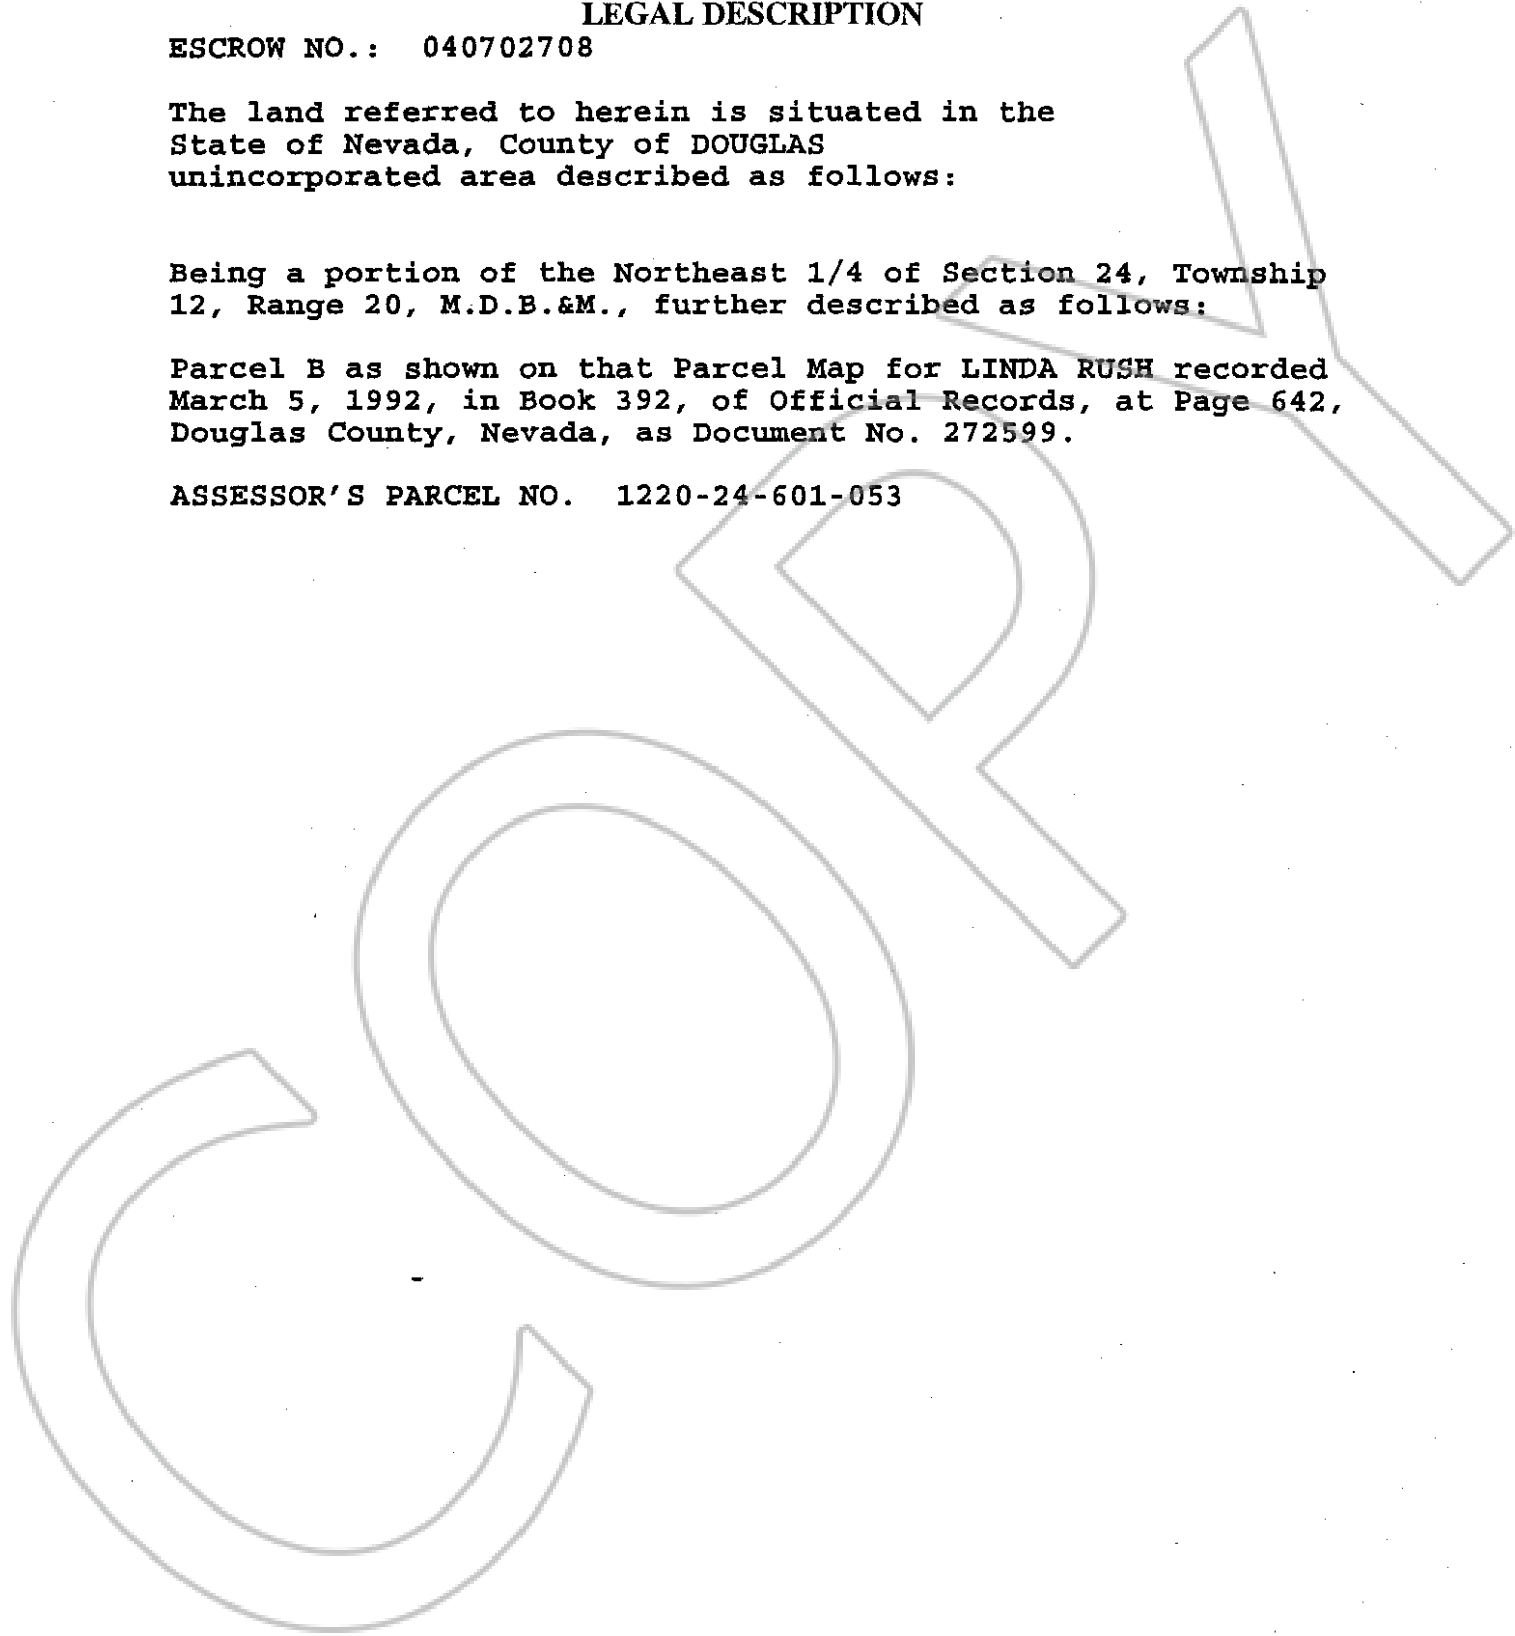 LEGAL DESCRIPTION
ESCROW NO.: 040702708
The land referred to herein is situated in the
State of Nevada, County of DOUGLAS
unincorporated area described as follows:
Being a portion of the Northeast 1/4 of Section 24, Township
12, Range 20, M.D.B.&M., further described as follows:
Parcel B as shown on that Parcel Map for LINDA RUSH recorded
March 5, 1992, in Book 392, of Official Records, at Page 642,
Douglas County, Nevada, as Document No. 272599.
ASSESSOR'S PARCEL NO. 1220-24-601-053
COPY